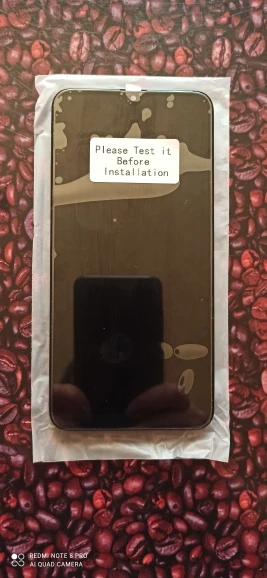 Please Test it
Before
Installation
REDMI NOTE 8 PRO
AI QUAD CAMERA